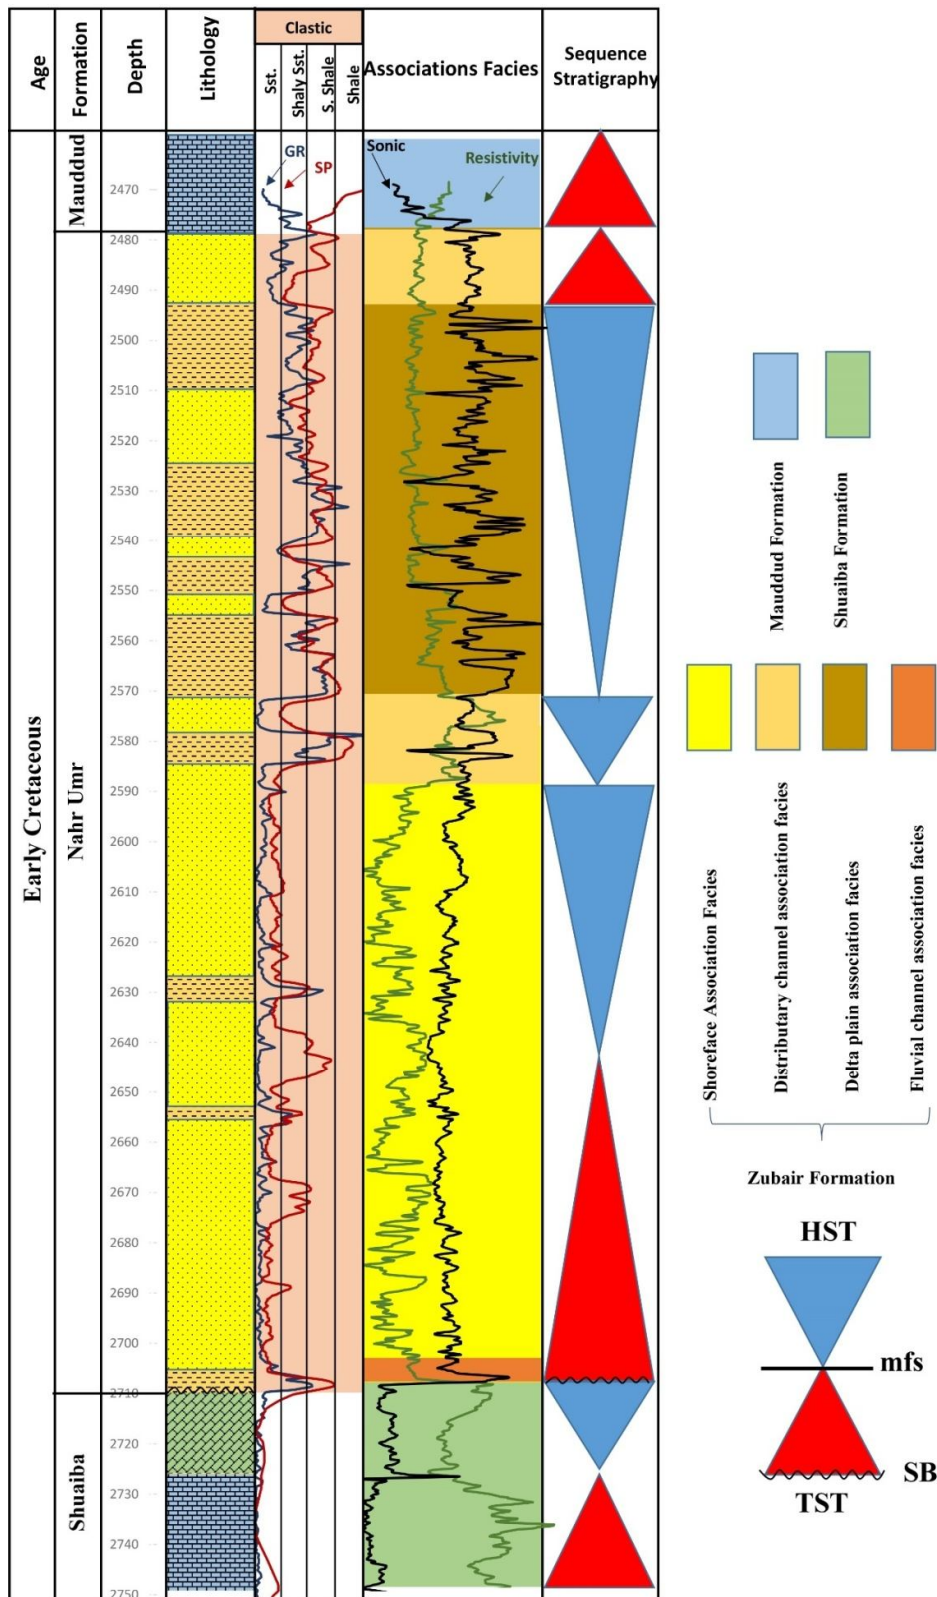 Age
Formation
Depth
Lithology
Clastic
Sst.
Shaly Sst.
S. Shale
Shale
Associations Facies
Sequence
Stratigraphy
Early Cretaceous
Mauddud
Nahr Umr
Shuaiba
GR
SP
Sonic
Resistivity
2470
2480
2490
2500
2510
2520
2530
2540
2550
2560
2570
2580
2590
2600
2610
2620
2630
2640
2650
2660
2670
2680
2690
2700
2710
2720
2730
2740
2750
Mauddud Formation
Shuaiba Formation
Shoreface Association Facies
Distributary channel association facies
Delta plain association facies
Fluvial channel association facies
Zubair Formation
HST
mfs
SB
TST